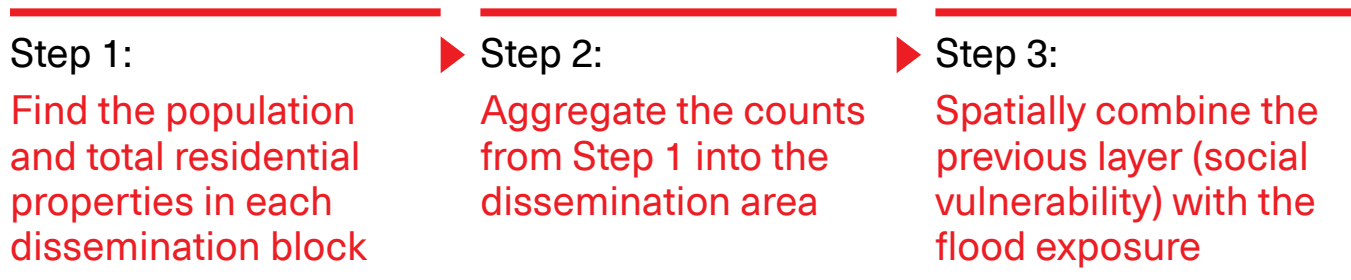 Step 1:
Find the population
and total residential
properties in each
dissemination block
Step 2:
Aggregate the counts
from Step 1 into the
dissemination area
Step 3:
Spatially combine the
previous layer (social
vulnerability) with the
flood exposure